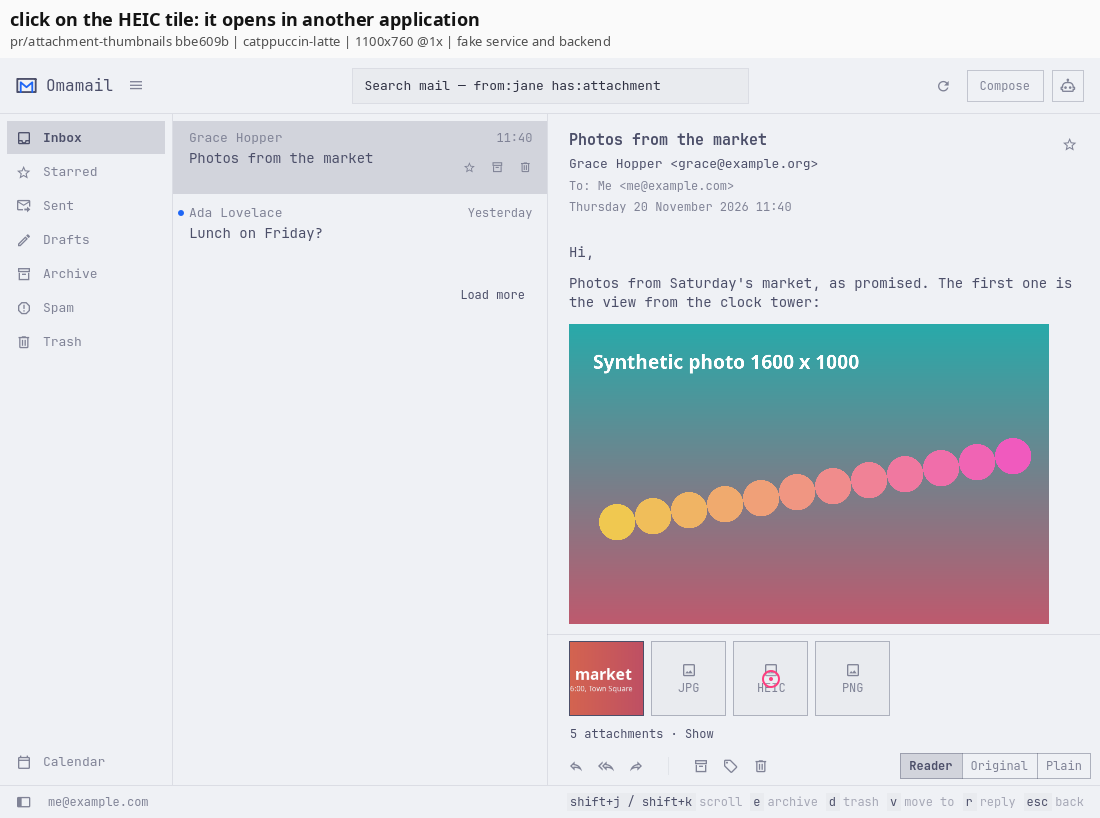 click on the HEIC tile: it opens in another application
pr/attachment-thumbnails bbe609b | catppuccin-latte | 1100x760 @1x | fake service and backend
Omamail
Search mail — from:jane has:attachment
Compose
Inbox
Starred
Sent
Drafts
Archive
Spam
Trash
Calendar
Grace Hopper 11:40
Photos from the market
Ada Lovelace Yesterday
Lunch on Friday?
Load more
Photos from the market
Grace Hopper <grace@example.org>
To: Me <me@example.com>
Thursday 20 November 2026 11:40
Hi,
Photos from Saturday's market, as promised. The first one is
the view from the clock tower:
Synthetic photo 1600 x 1000
market
6:00, Town Square
JPG
HEIC
PNG
5 attachments · Show
Reader Original Plain
me@example.com
shift+j / shift+k scroll e archive d trash v move to r reply esc back